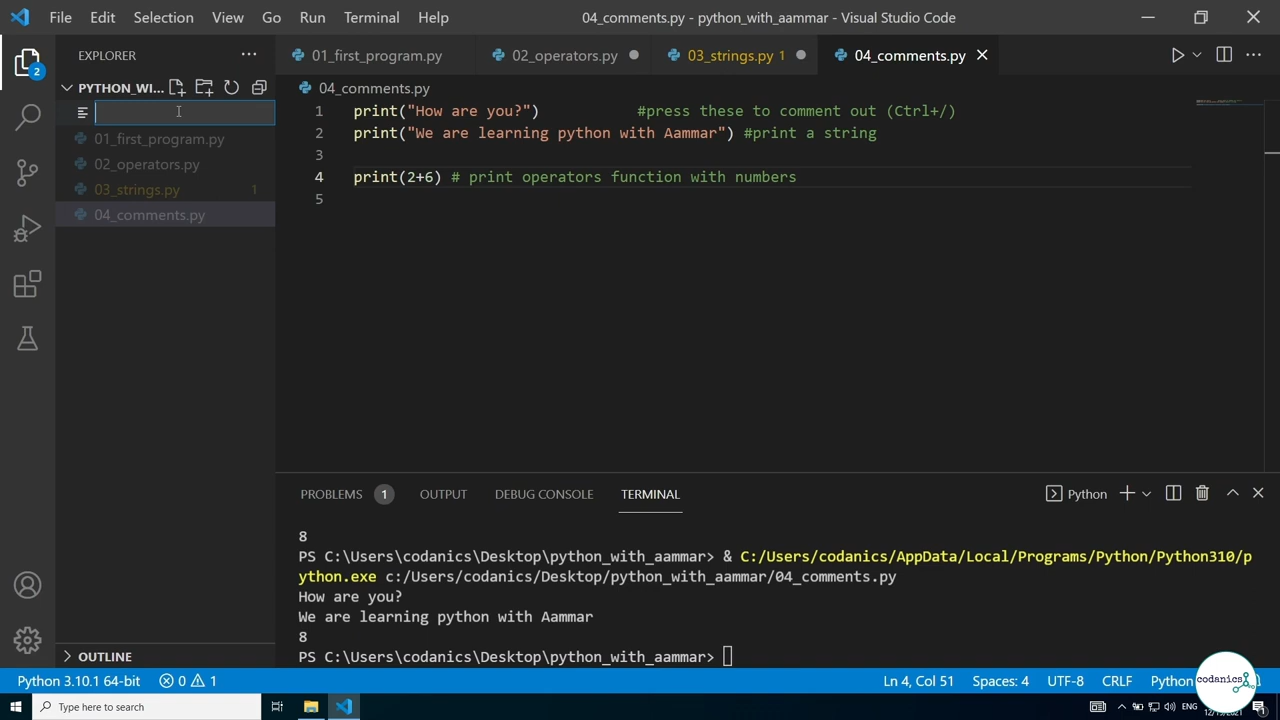 File Edit Selection View Go Run Terminal Help 04_comments.py - python_with_aammar - Visual Studio Code
EXPLORER 01_first_program.py 02_operators.py 03_strings.py 1 04_comments.py
PYTHON_WI...
04_comments.py
01_first_program.py
02_operators.py
03_strings.py 1
04_comments.py
1 print("How are you?") #press these to comment out (Ctrl+/)
2 print("We are learning python with Aammar") #print a string
3
4 print(2+6) # print operators function with numbers
5
PROBLEMS 1 OUTPUT DEBUG CONSOLE TERMINAL Python
8
PS C:\Users\codanics\Desktop\python_with_aammar> & C:/Users/codanics/AppData/Local/Programs/Python/Python310/p
ython.exe c:/Users/codanics/Desktop/python_with_aammar/04_comments.py
How are you?
We are learning python with Aammar
8
PS C:\Users\codanics\Desktop\python_with_aammar>
OUTLINE
2
Python 3.10.1 64-bit 0 1 Ln 4, Col 51 Spaces: 4 UTF-8 CRLF Python
codanics
Type here to search ENG